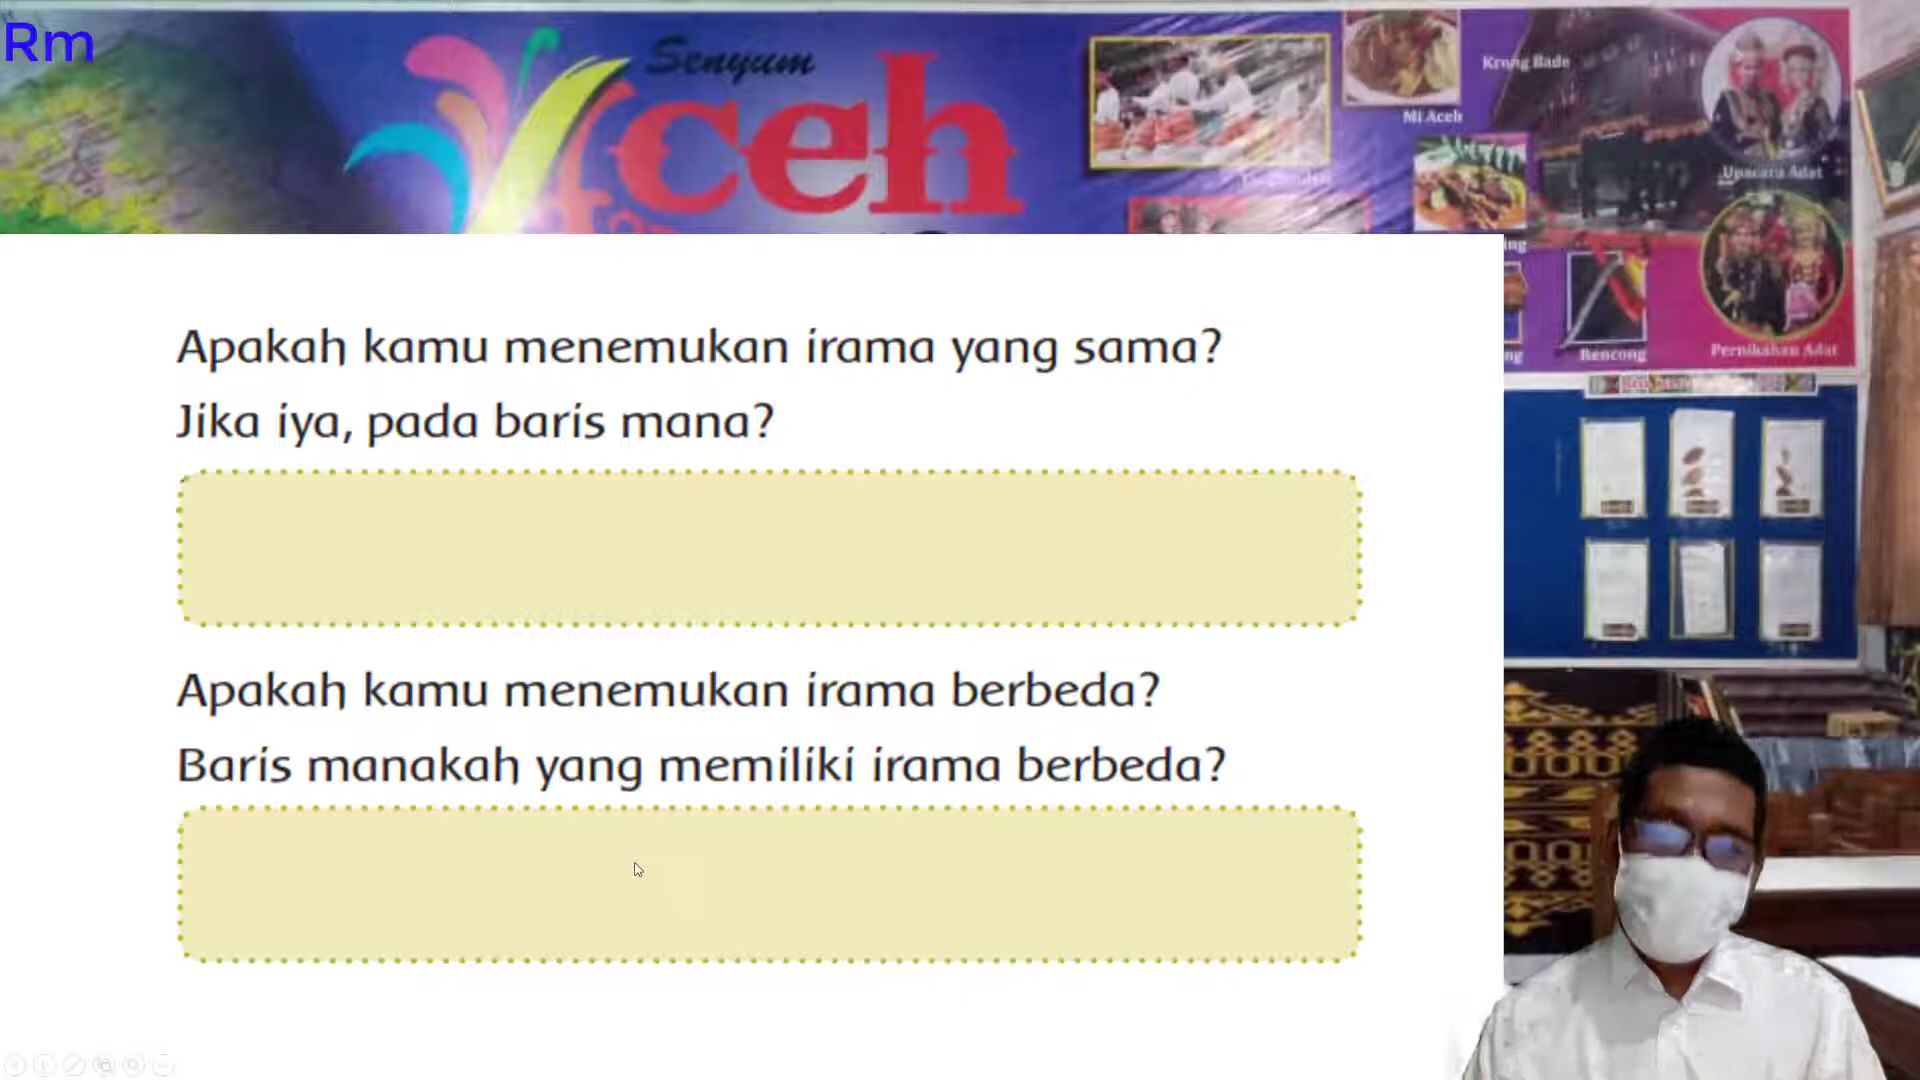 Rm
Senyum
Aceh
Krong Bade
Mi Aceh
Upacara Adat
Rencong
Pernikahan Adat
Apakah kamu menemukan irama yang sama?
Jika iya, pada baris mana?
Apakah kamu menemukan irama berbeda?
Baris manakah yang memiliki irama berbeda?